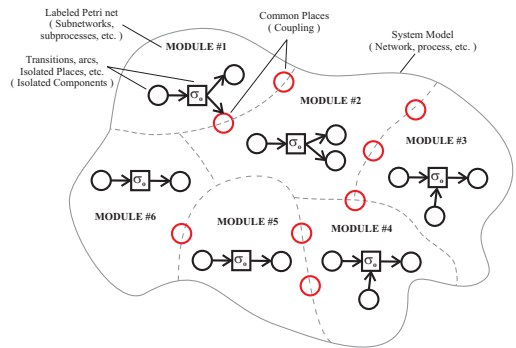 Labeled Petri net
( Subnetworks,
subprocesses, etc. )
Common Places
( Coupling )
System Model
( Network, process, etc. )
MODULE #1
Transitions, arcs,
Isolated Places, etc.
( Isolated Components )
σₒ
MODULE #2
σₒ
MODULE #3
σₒ
σₒ
MODULE #6
MODULE #5
MODULE #4
σₒ
σₒ